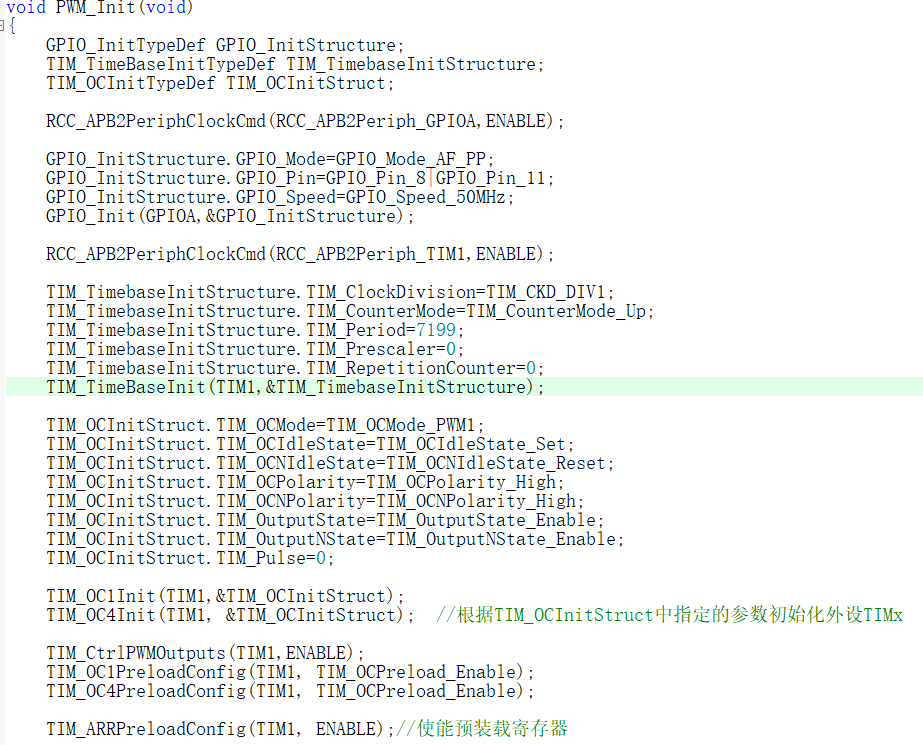 void PWM_Init(void)
{
GPIO_InitTypeDef GPIO_InitStructure;
TIM_TimeBaseInitTypeDef TIM_TimebaseInitStructure;
TIM_OCInitTypeDef TIM_OCInitStruct;
RCC_APB2PeriphClockCmd(RCC_APB2Periph_GPIOA,ENABLE);
GPIO_InitStructure.GPIO_Mode=GPIO_Mode_AF_PP;
GPIO_InitStructure.GPIO_Pin=GPIO_Pin_8|GPIO_Pin_11;
GPIO_InitStructure.GPIO_Speed=GPIO_Speed_50MHz;
GPIO_Init(GPIOA,&GPIO_InitStructure);
RCC_APB2PeriphClockCmd(RCC_APB2Periph_TIM1,ENABLE);
TIM_TimebaseInitStructure.TIM_ClockDivision=TIM_CKD_DIV1;
TIM_TimebaseInitStructure.TIM_CounterMode=TIM_CounterMode_Up;
TIM_TimebaseInitStructure.TIM_Period=7199;
TIM_TimebaseInitStructure.TIM_Prescaler=0;
TIM_TimebaseInitStructure.TIM_RepetitionCounter=0;
TIM_TimeBaseInit(TIM1,&TIM_TimebaseInitStructure);
TIM_OCInitStruct.TIM_OCMode=TIM_OCMode_PWM1;
TIM_OCInitStruct.TIM_OCIdleState=TIM_OCIdleState_Set;
TIM_OCInitStruct.TIM_OCNIdleState=TIM_OCNIdleState_Reset;
TIM_OCInitStruct.TIM_OCPolarity=TIM_OCPolarity_High;
TIM_OCInitStruct.TIM_OCNPolarity=TIM_OCNPolarity_High;
TIM_OCInitStruct.TIM_OutputState=TIM_OutputState_Enable;
TIM_OCInitStruct.TIM_OutputNState=TIM_OutputNState_Enable;
TIM_OCInitStruct.TIM_Pulse=0;
TIM_OC1Init(TIM1,&TIM_OCInitStruct);
TIM_OC4Init(TIM1, &TIM_OCInitStruct);  //根据TIM_OCInitStruct中指定的参数初始化外设TIMx
TIM_CtrlPWMOutputs(TIM1,ENABLE);
TIM_OC1PreloadConfig(TIM1, TIM_OCPreload_Enable);
TIM_OC4PreloadConfig(TIM1, TIM_OCPreload_Enable);
TIM_ARRPreloadConfig(TIM1, ENABLE);//使能预装载寄存器